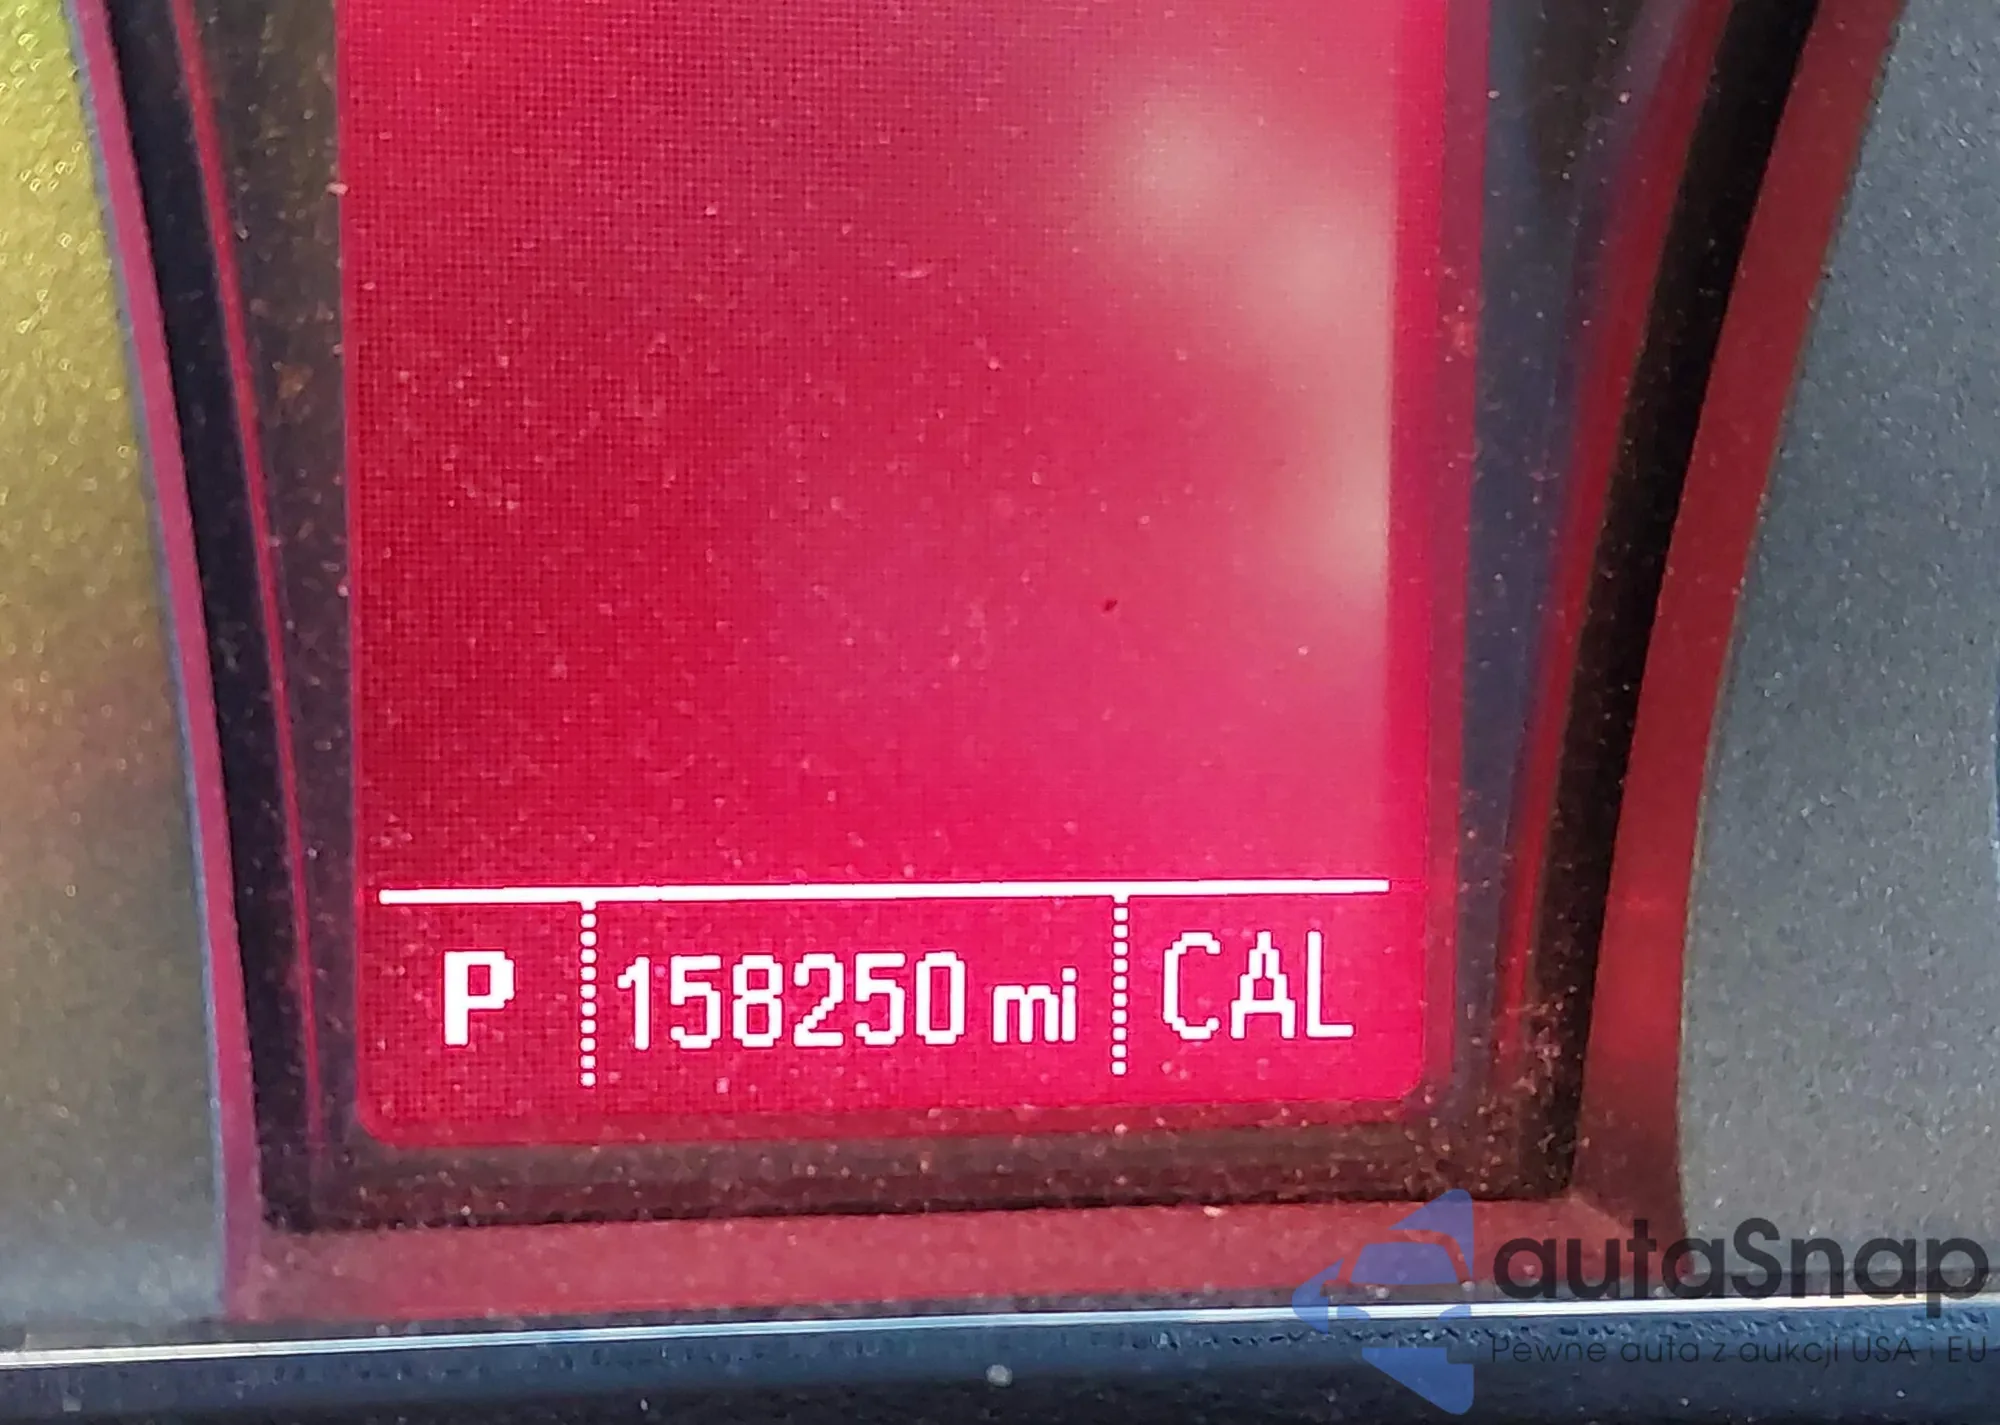 P 158250 mi CAL
autaSnap
Pewne auta z aukcji USA i EU